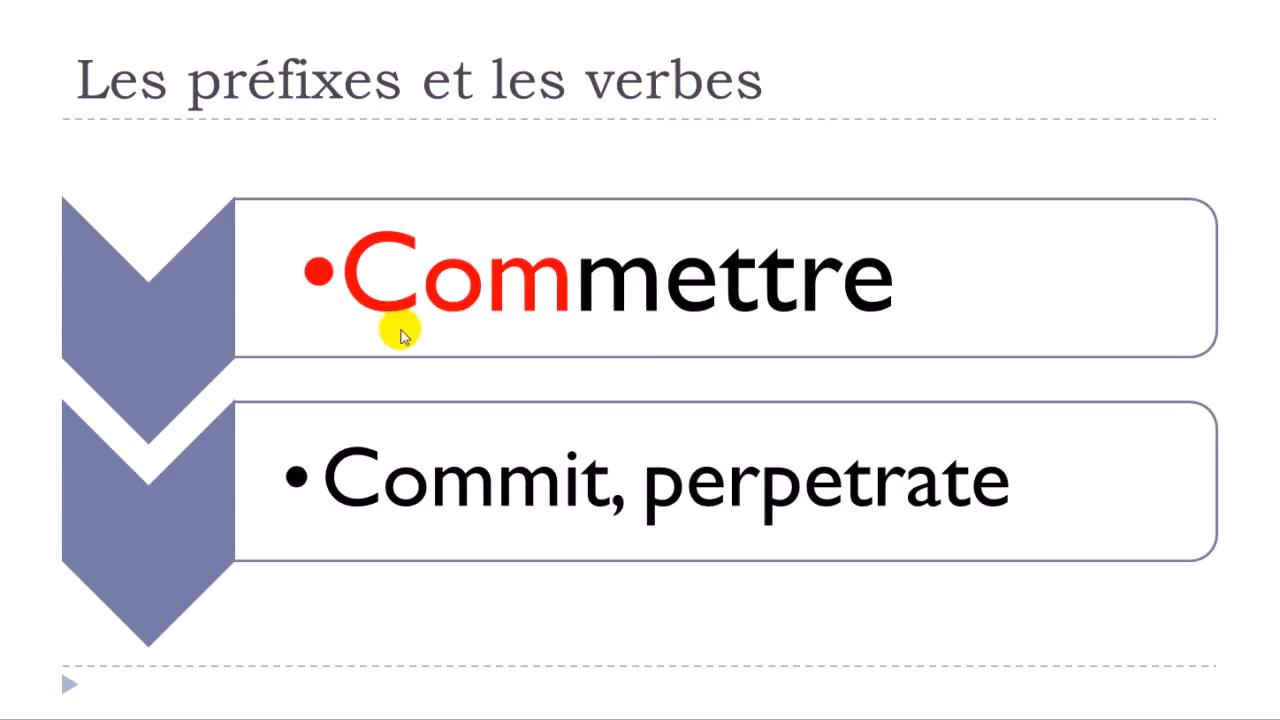 Les préfixes et les verbes
•Commettre
•Commit, perpetrate